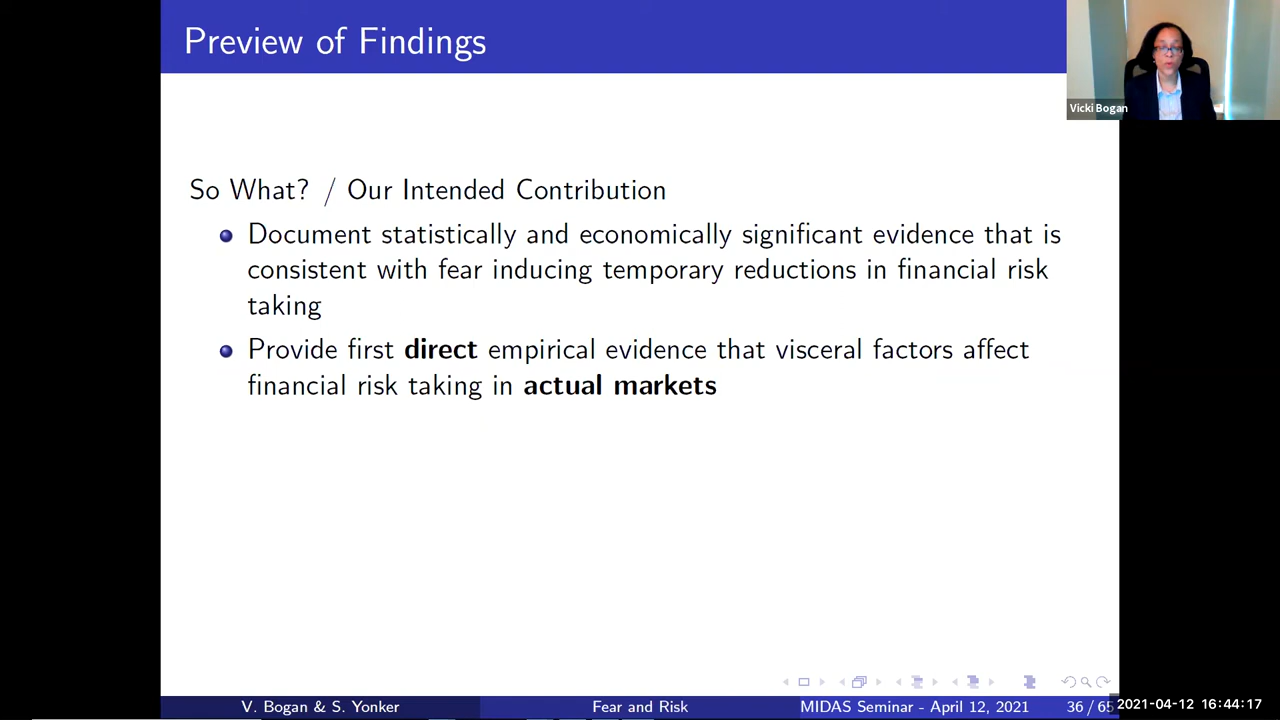 Preview of Findings
Vicki Bogan
So What? / Our Intended Contribution
Document statistically and economically significant evidence that is
consistent with fear inducing temporary reductions in financial risk
taking
Provide first direct empirical evidence that visceral factors affect
financial risk taking in actual markets
V. Bogan & S. Yonker
Fear and Risk
MIDAS Seminar - April 12, 2021
36 / 65
2021-04-12 16:44:17